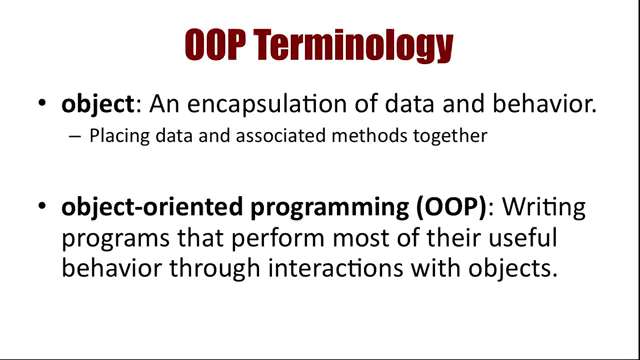 OOP Terminology
• object: An encapsulation of data and behavior.
– Placing data and associated methods together
• object-oriented programming (OOP): Writing
programs that perform most of their useful
behavior through interactions with objects.